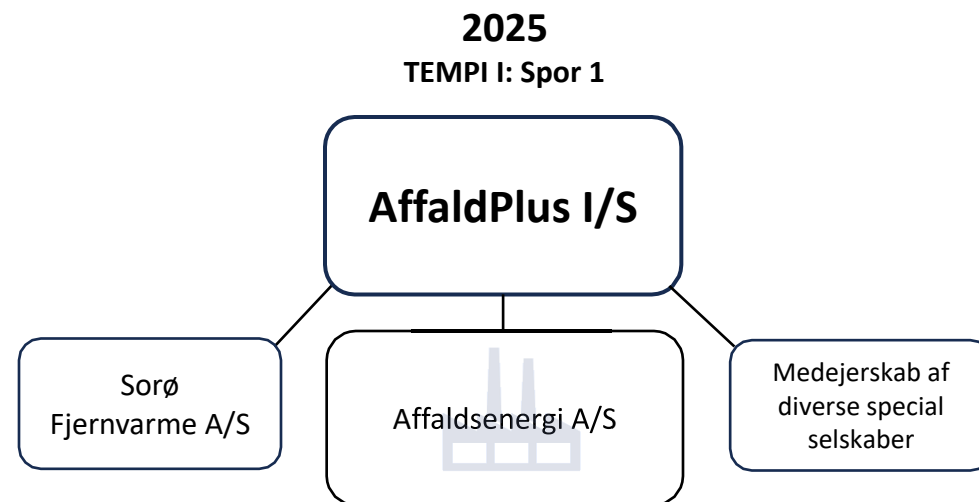 2025
TEMPI I: Spor 1
AffaldPlus I/S
Sorø
Fjernvarme A/S
Affaldsenergi A/S
Medejerskab af
diverse special
selskaber